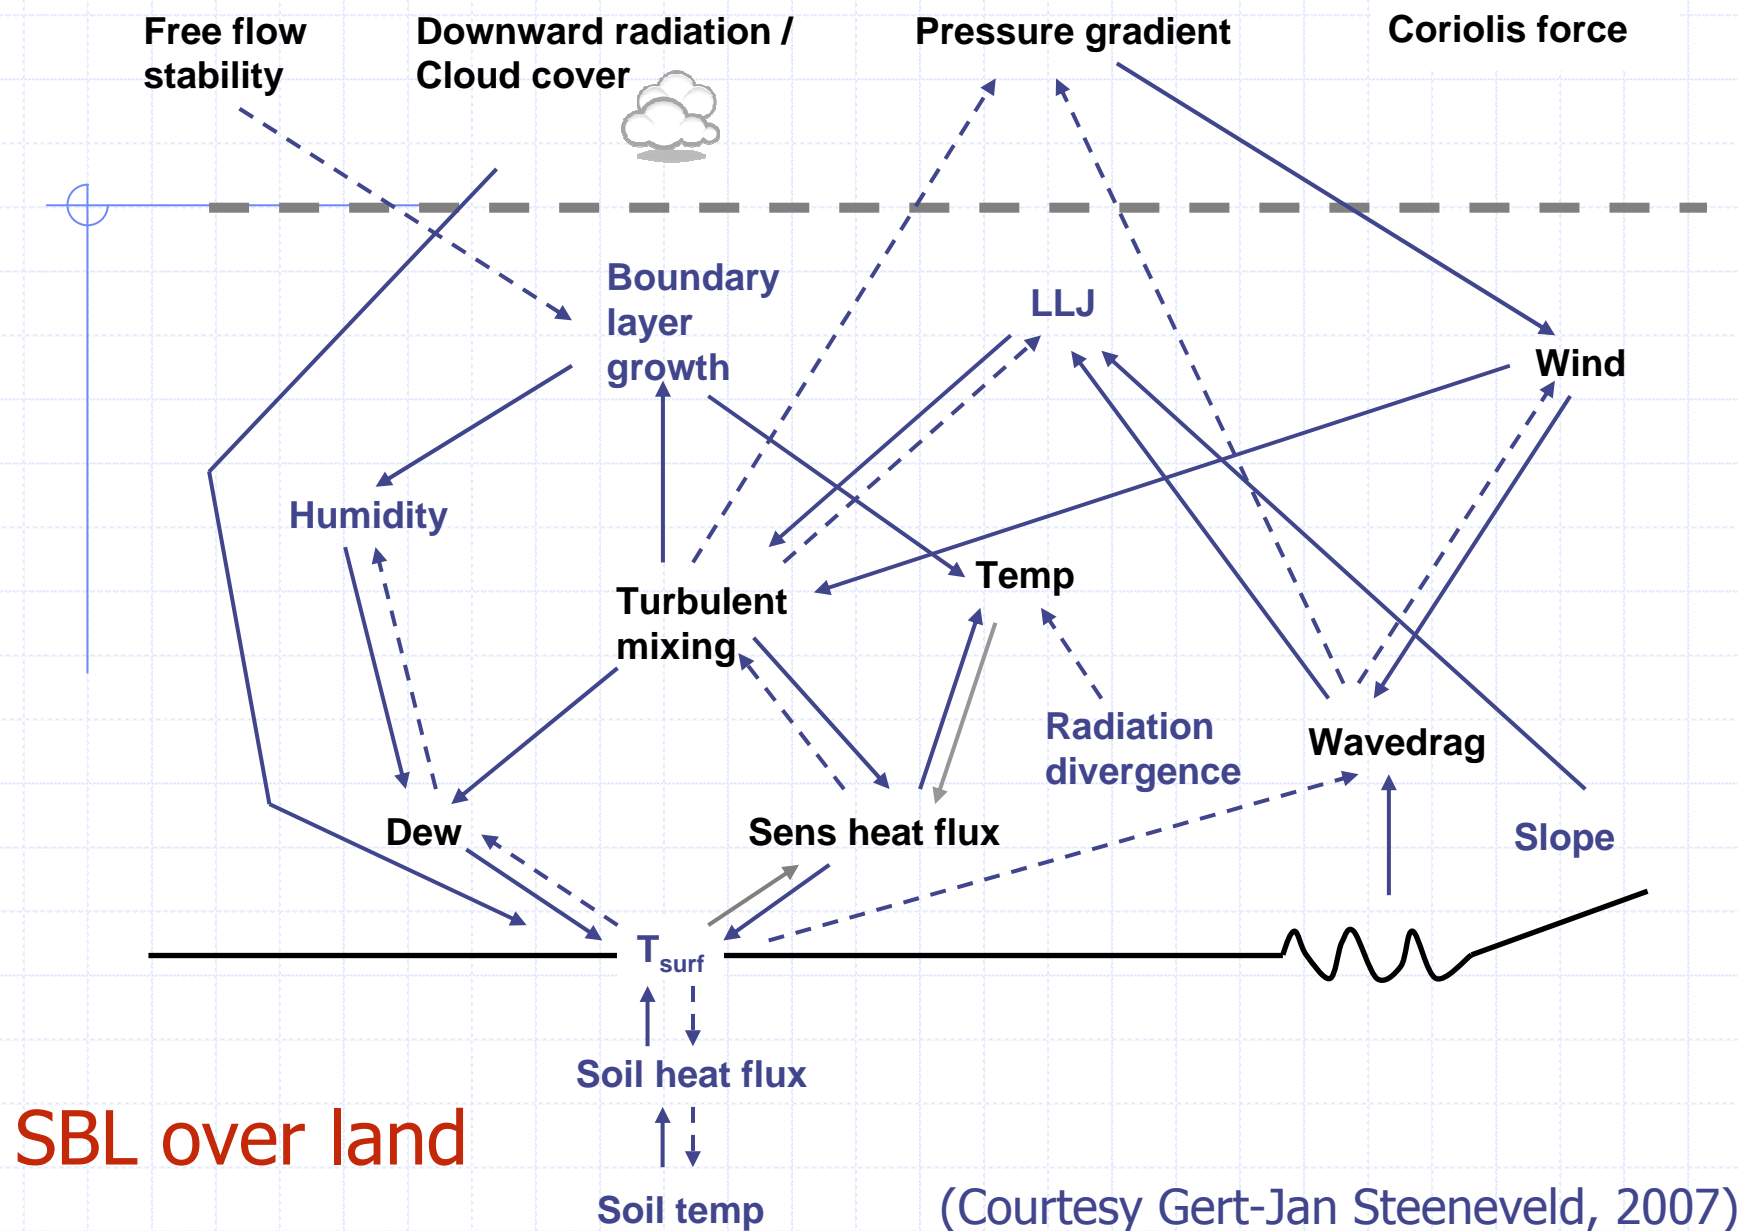 Free flow
stability
Downward radiation /
Cloud cover
Pressure gradient
Coriolis force
Boundary
layer
growth
LLJ
Wind
Humidity
Turbulent
mixing
Temp
Radiation
divergence
Wavedrag
Dew
Sens heat flux
Slope
Tsurf
Soil heat flux
SBL over land
Soil temp
(Courtesy Gert-Jan Steeneveld, 2007)